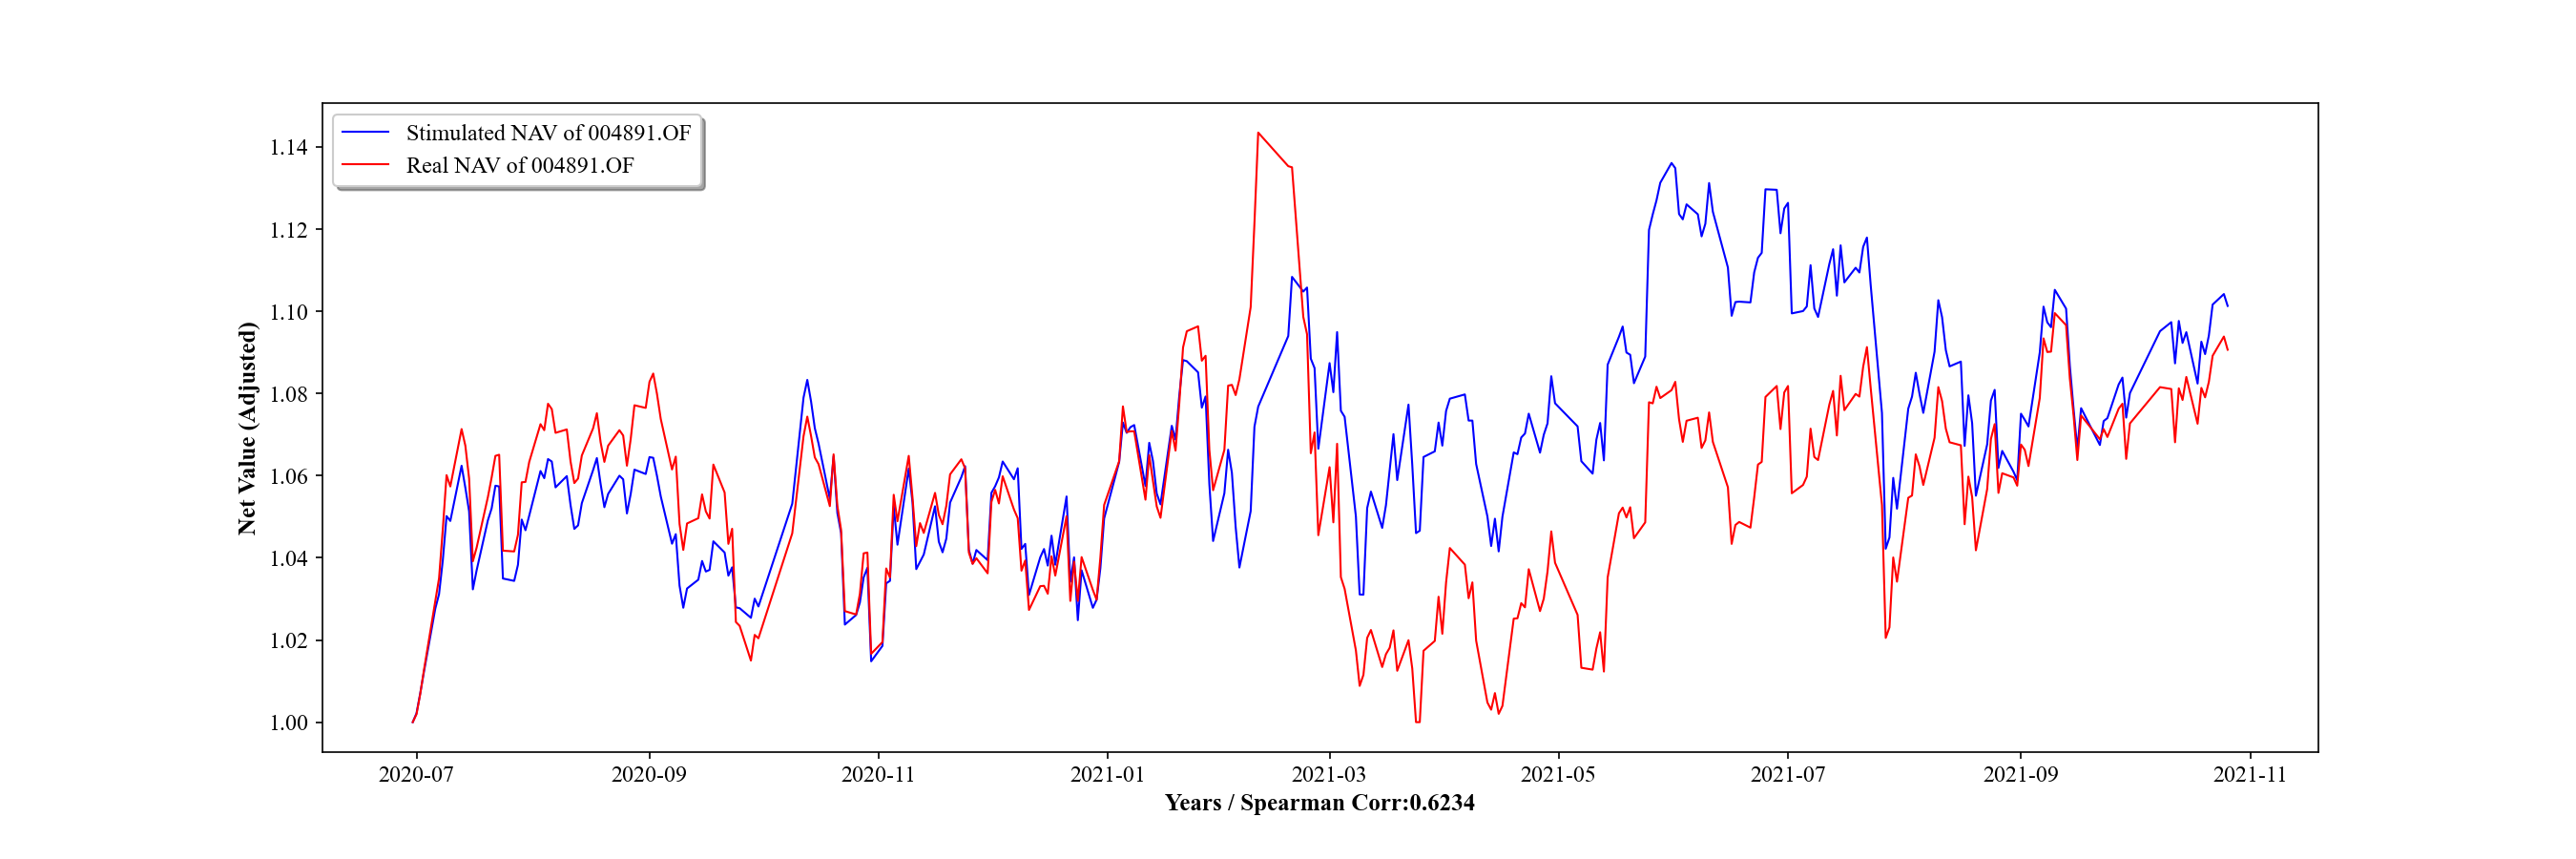 Stimulated NAV of 004891.OF
Real NAV of 004891.OF
Net Value (Adjusted)
1.14
1.12
1.10
1.08
1.06
1.04
1.02
1.00
2020-07 2020-09 2020-11 2021-01 2021-03 2021-05 2021-07 2021-09 2021-11
Years / Spearman Corr:0.6234